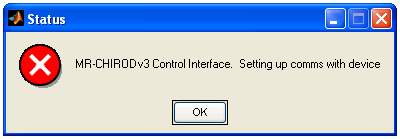 Status
MR-CHIRODv3 Control Interface.  Setting up comms with device
OK